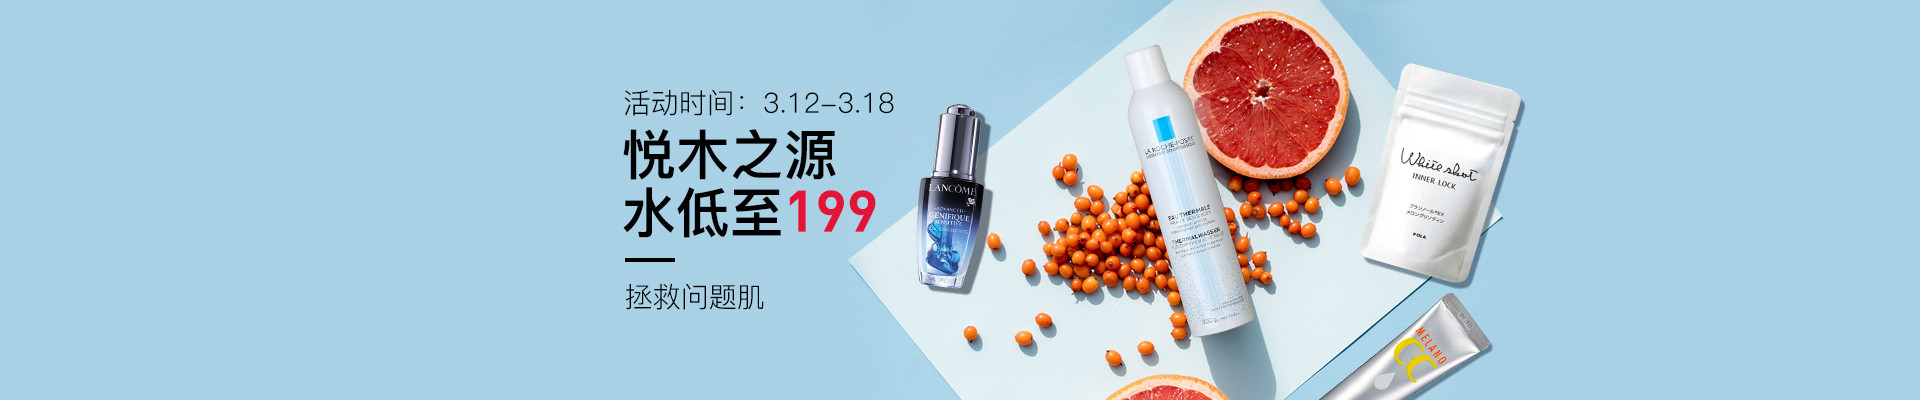 活动时间：3.12-3.18
悦木之源
水低至199
拯救问题肌
LANCÔME
ADVANCED
GÉNIFIQUE
SENSITIVE
LA ROCHE-POSAY
EAU THERMALE
THERMALWASSER
White shot
INNER LOCK
POLA
MELANO
CC